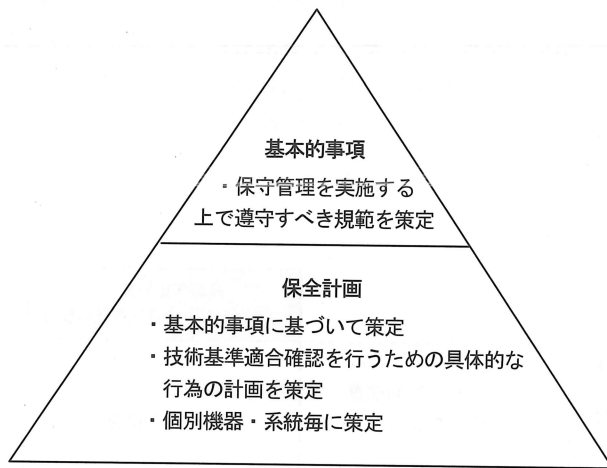 基本的事項
・保守管理を実施する
上で遵守すべき規範を策定
保全計画
・基本的事項に基づいて策定
・技術基準適合確認を行うための具体的な
行為の計画を策定
・個別機器・系統毎に策定